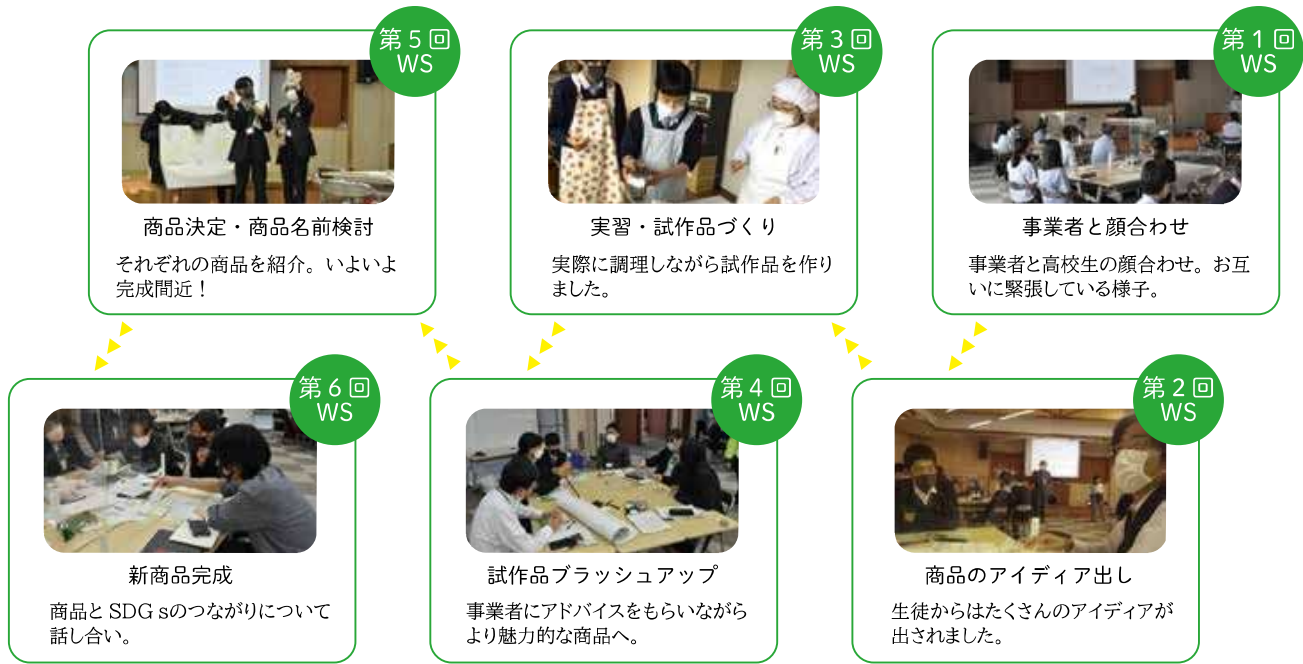 第1回
WS
事業者と顔合わせ
事業者と高校生の顔合わせ。お互
いに緊張している様子。
第2回
WS
商品のアイディア出し
生徒からはたくさんのアイディアが
出されました。
第3回
WS
実習・試作品づくり
実際に調理しながら試作品を作り
ました。
第4回
WS
試作品ブラッシュアップ
事業者にアドバイスをもらいながら
より魅力的な商品へ。
第5回
WS
商品決定・商品名前検討
それぞれの商品を紹介。いよいよ
完成間近!
第6回
WS
新商品完成
商品とSDGsのつながりについて
話し合い。